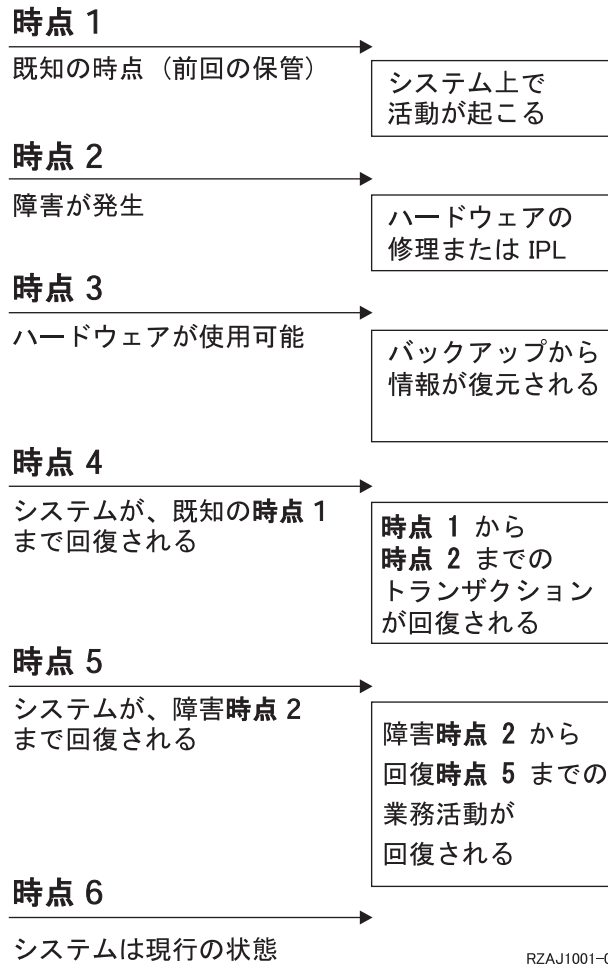 時点 1
既知の時点（前回の保管）
システム上で
活動が起こる
時点 2
障害が発生
ハードウェアの
修理または IPL
時点 3
ハードウェアが使用可能
バックアップから
情報が復元される
時点 4
システムが、既知の時点 1
まで回復される
時点 1 から
時点 2 までの
トランザクション
が回復される
時点 5
システムが、障害時点 2
まで回復される
障害時点 2 から
回復時点 5 までの
業務活動が
回復される
時点 6
システムは現行の状態
RZAJ1001-0